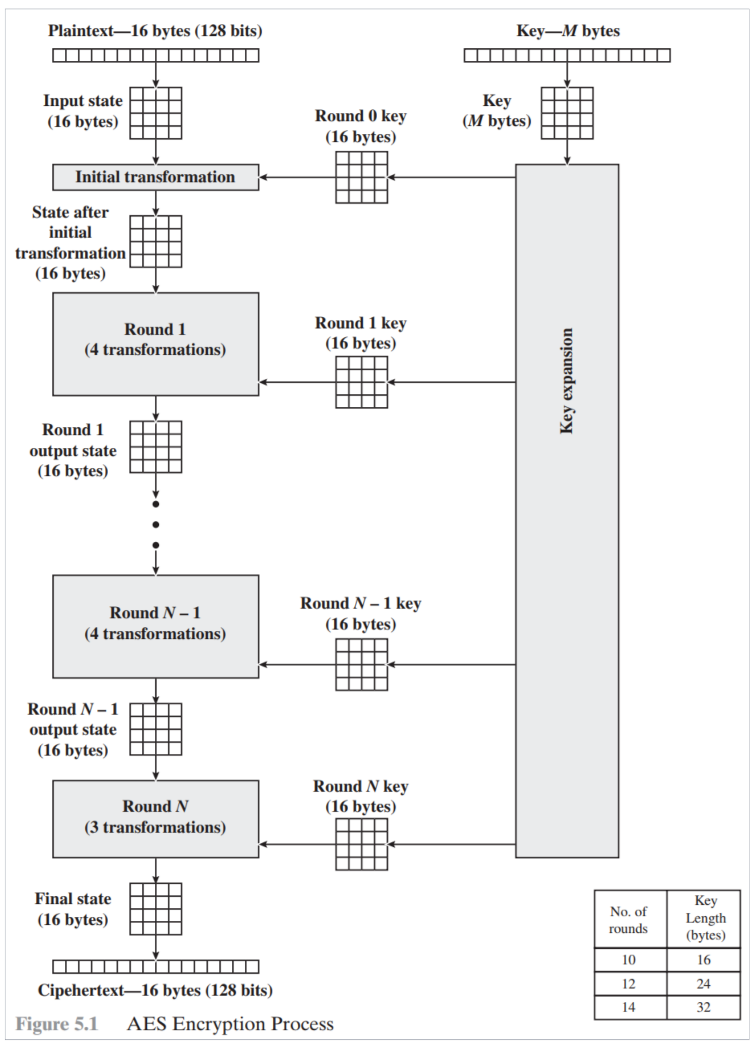 Plaintext—16 bytes (128 bits)
Key—M bytes
Input state
(16 bytes)
Round 0 key
(16 bytes)
Key
(M bytes)
Initial transformation
State after
initial
transformation
(16 bytes)
Round 1
(4 transformations)
Round 1 key
(16 bytes)
Key expansion
Round 1
output state
(16 bytes)
Round N – 1
(4 transformations)
Round N – 1 key
(16 bytes)
Round N – 1
output state
(16 bytes)
Round N
(3 transformations)
Round N key
(16 bytes)
Final state
(16 bytes)
No. of
rounds
Key
Length
(bytes)
10 16
12 24
14 32
Cipehertext—16 bytes (128 bits)
Figure 5.1 AES Encryption Process